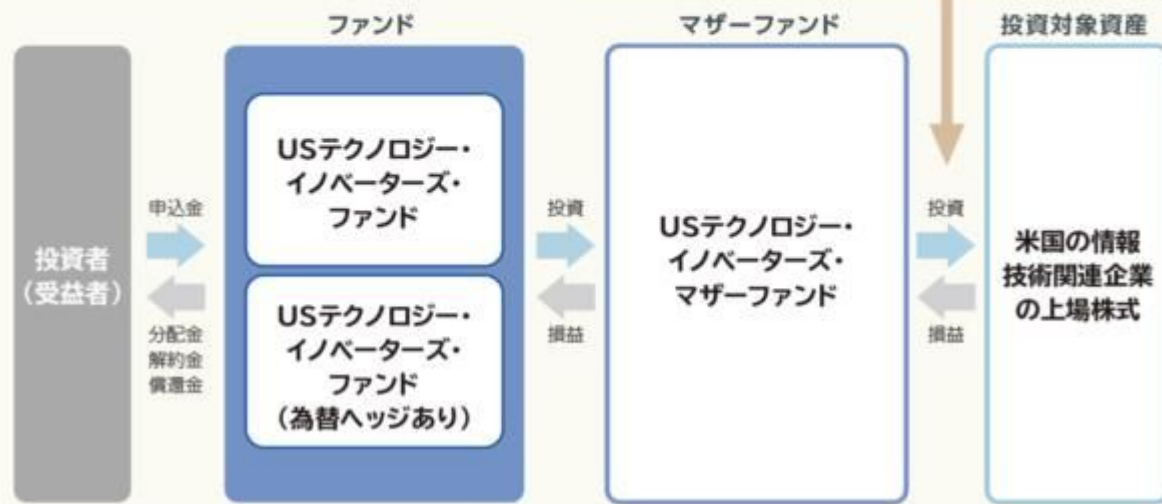 ファンド
マザーファンド
投資対象資産
投資者
（受益者）
申込金
分配金
解約金
償還金
USテクノロジー・
イノベーターズ・
ファンド
USテクノロジー・
イノベーターズ・
ファンド
（為替ヘッジあり）
投資
損益
USテクノロジー・
イノベーターズ・
マザーファンド
投資
損益
米国の情報
技術関連企業
の上場株式